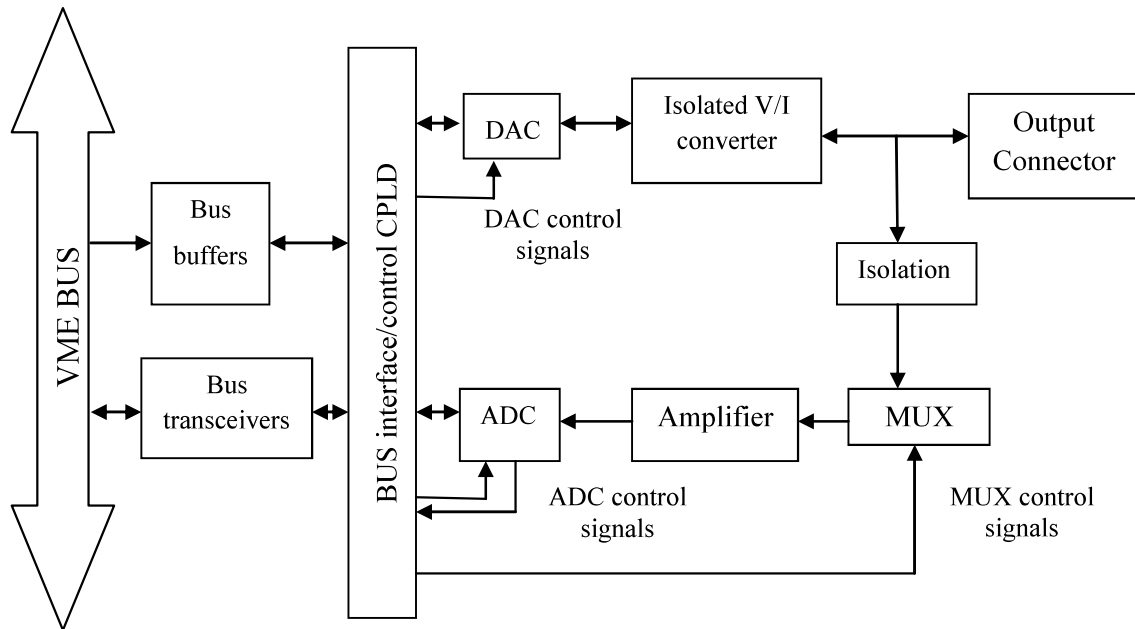 VME BUS
Bus
buffers
Bus
transceivers
BUS interface/control CPLD
DAC
DAC control
signals
Isolated V/I
converter
Output
Connector
Isolation
MUX
Amplifier
ADC
ADC control
signals
MUX control
signals